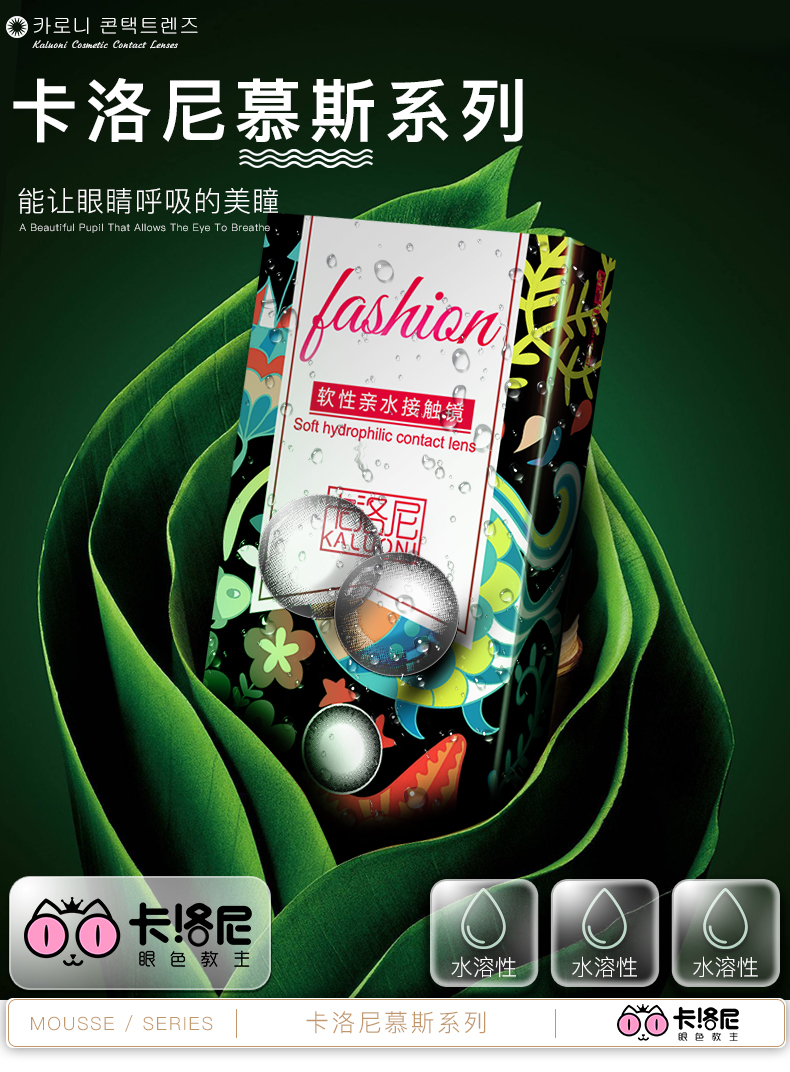 카로니 콘택트렌즈
Kaluoni Cosmetic Contact Lenses
卡洛尼慕斯系列
能让眼睛呼吸的美瞳
A Beautiful Pupil That Allows The Eye To Breathe .
fashion
软性亲水接触镜
Soft hydrophilic contact lens
洛尼
KALUONI
卡洛尼
眼色教主
水溶性
水溶性
水溶性
MOUSSE / SERIES
卡洛尼慕斯系列
卡洛尼
眼色教主